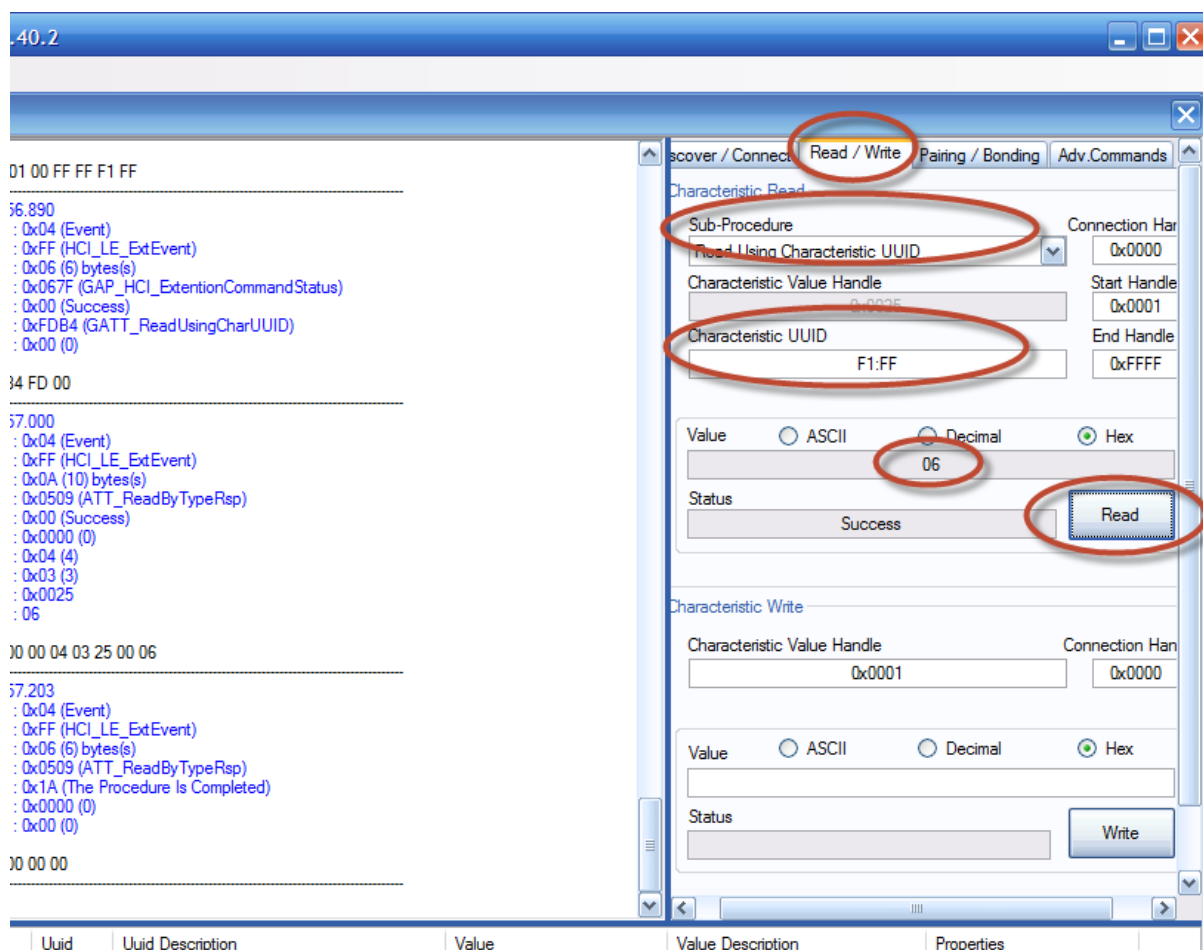 .40.2
01 00 FF FF F1 FF
56.890
: 0x04 (Event)
: 0xFF (HCI_LE_ExtEvent)
: 0x06 (6) bytes(s)
: 0x067F (GAP_HCI_ExtentionCommandStatus)
: 0x00 (Success)
: 0xFDB4 (GATT_ReadUsingCharUUID)
: 0x00 (0)
34 FD 00
57.000
: 0x04 (Event)
: 0xFF (HCI_LE_ExtEvent)
: 0x0A (10) bytes(s)
: 0x0509 (ATT_ReadByTypeRsp)
: 0x00 (Success)
: 0x0000 (0)
: 0x04 (4)
: 0x03 (3)
: 0x0025
: 06
00 00 04 03 25 00 06
57.203
: 0x04 (Event)
: 0xFF (HCI_LE_ExtEvent)
: 0x06 (6) bytes(s)
: 0x0509 (ATT_ReadByTypeRsp)
: 0x1A (The Procedure Is Completed)
: 0x0000 (0)
: 0x00 (0)
00 00 00
scover / Connect Read / Write Pairing / Bonding Adv.Commands
Characteristic Read
Sub-Procedure Connection Har
Read Using Characteristic UUID 0x0000
Characteristic Value Handle Start Handle
0x0025 0x0001
Characteristic UUID End Handle
F1:FF 0xFFFF
Value ASCII Decimal Hex
06
Status
Success Read
Characteristic Write
Characteristic Value Handle Connection Han
0x0001 0x0000
Value ASCII Decimal Hex
Status
Write
Uuid Uuid Description Value Value Description Properties